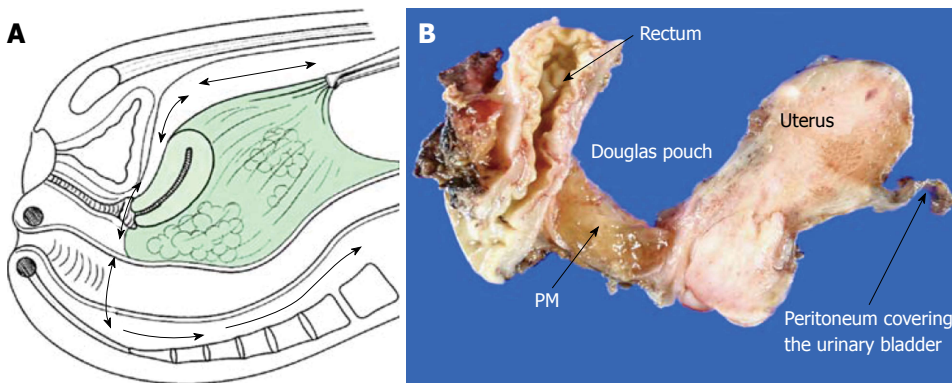 A
B
Rectum
Uterus
Douglas pouch
PM
Peritoneum covering
the urinary bladder